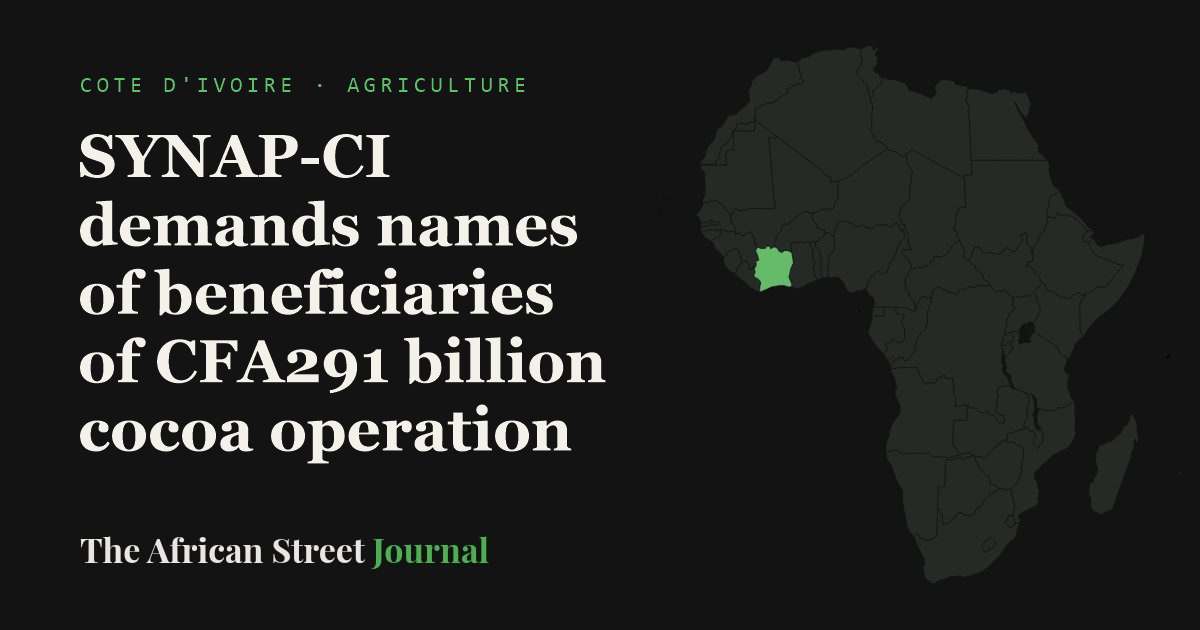 COTE D'IVOIRE · AGRICULTURE
SYNAP-CI
demands names
of beneficiaries
of CFA291 billion
cocoa operation
The African Street Journal